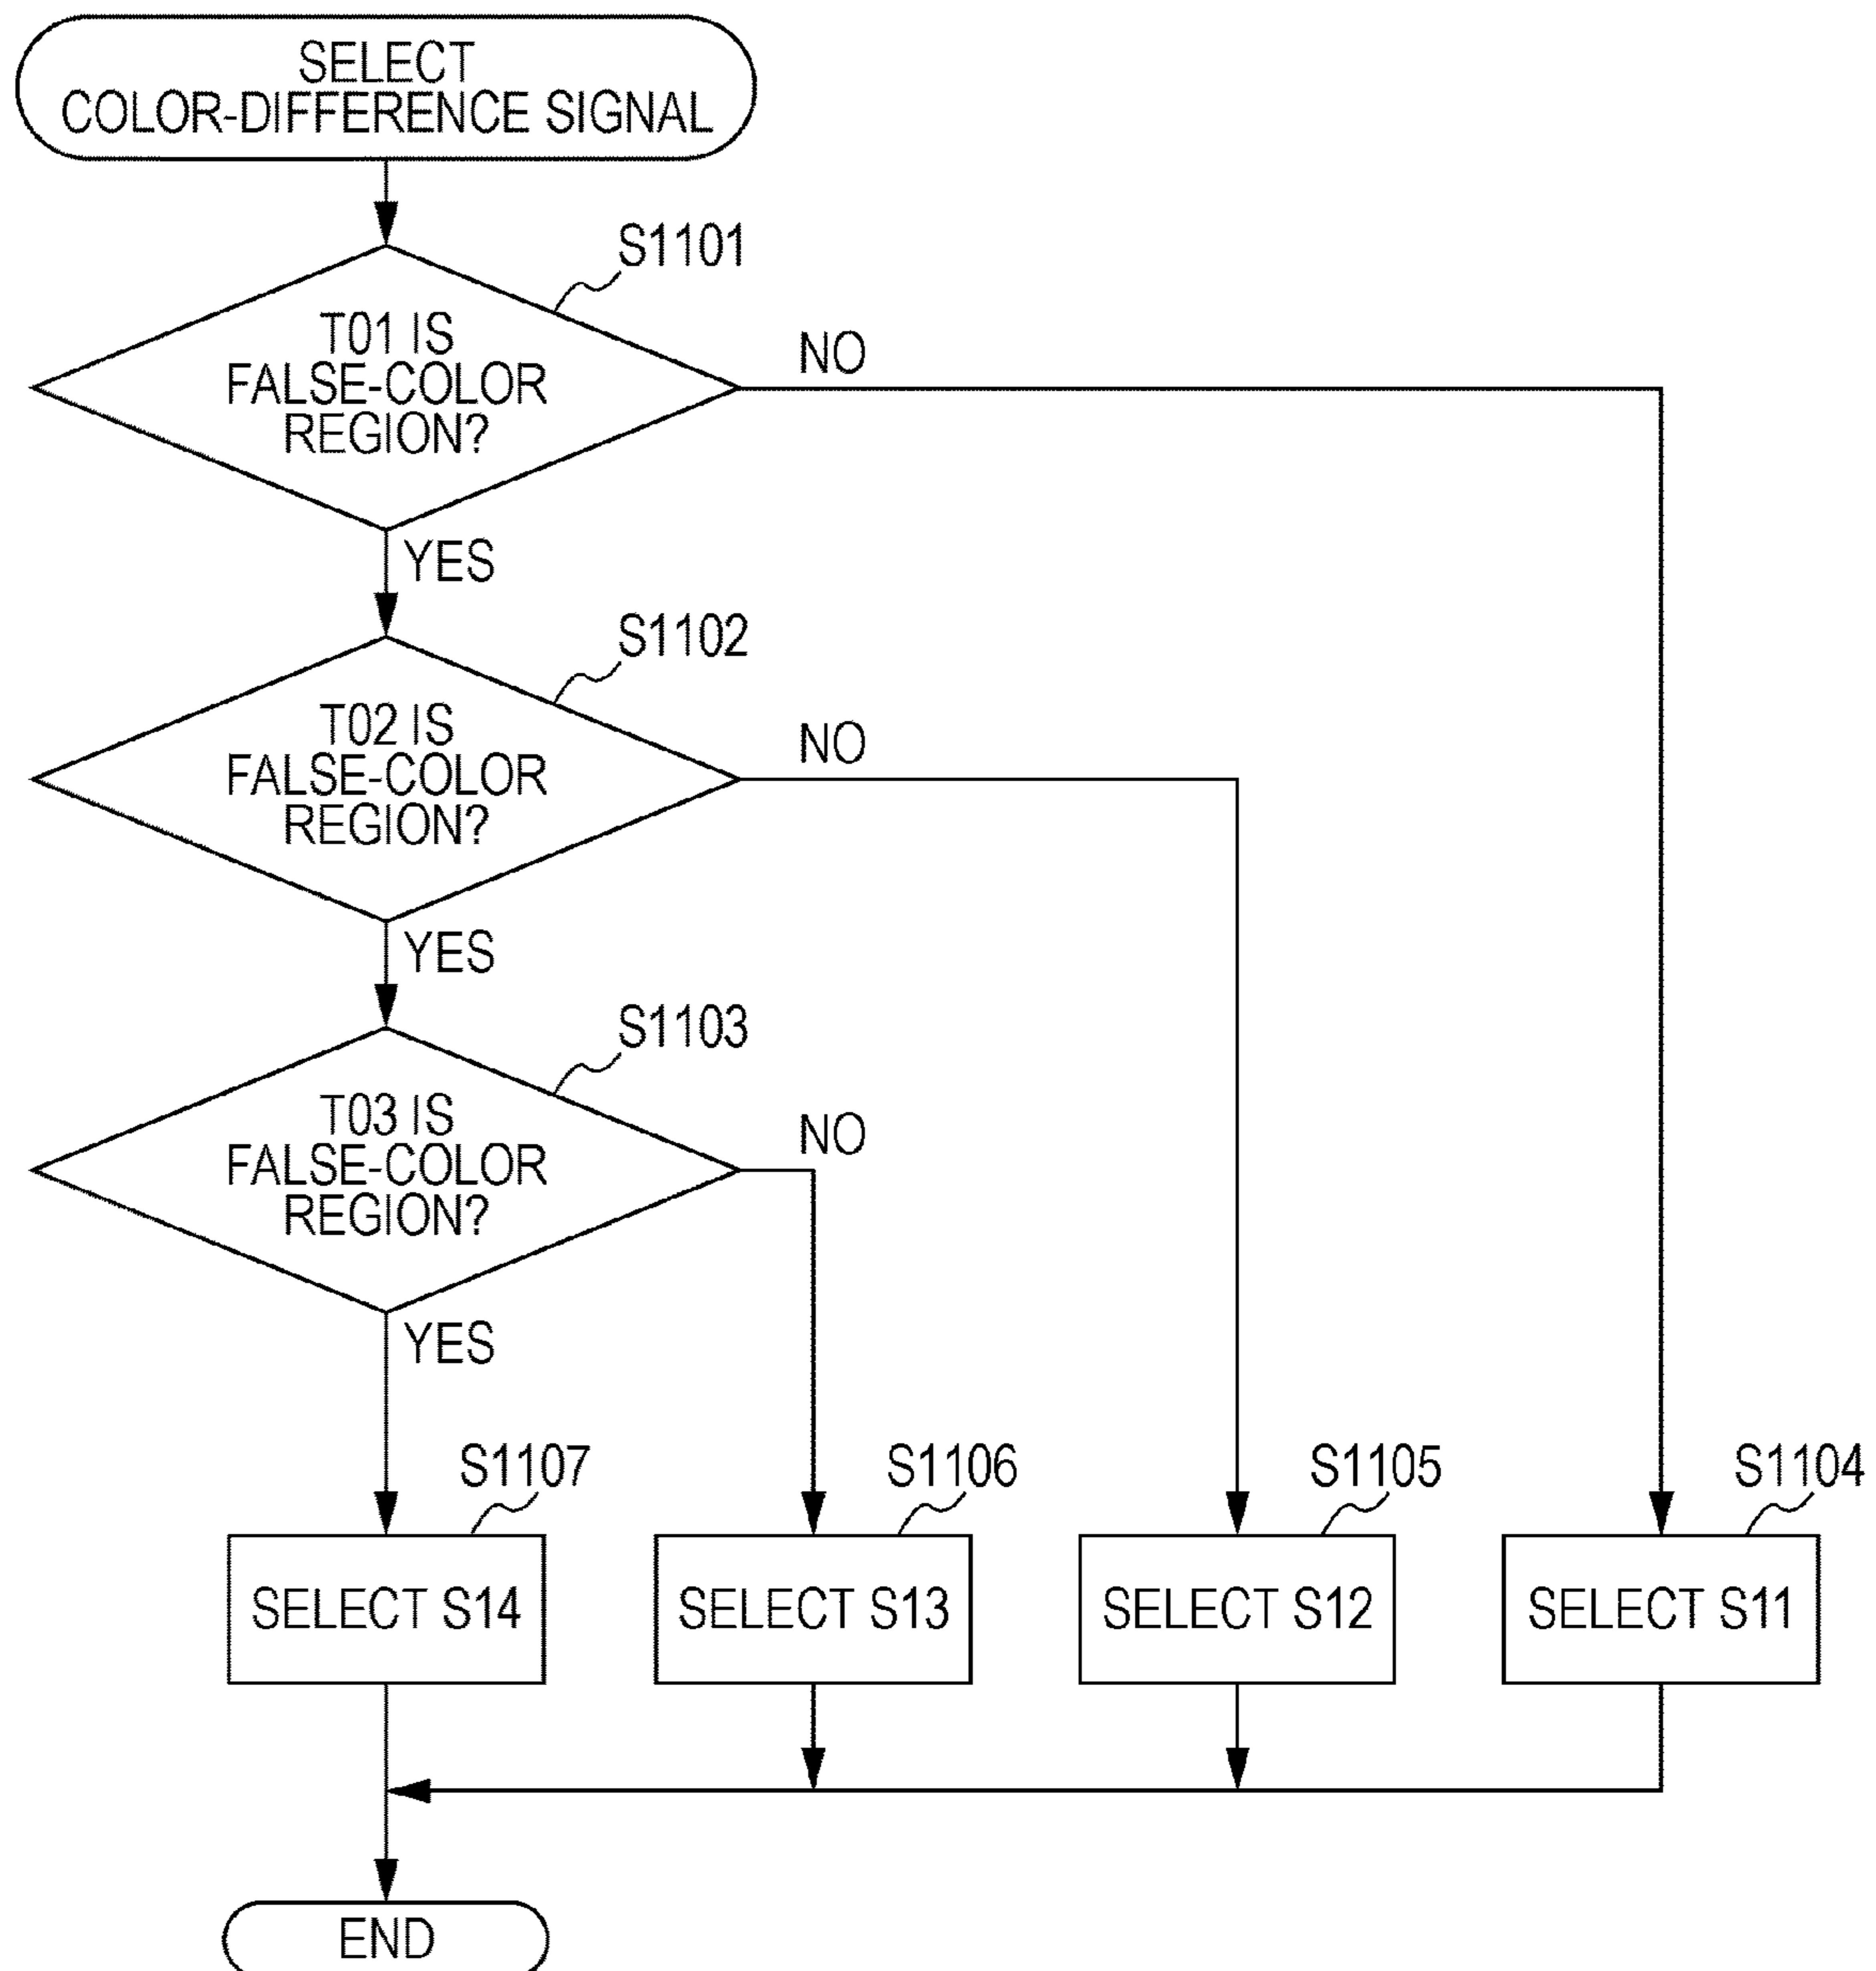 SELECT
COLOR-DIFFERENCE SIGNAL
S1101
T01 IS
FALSE-COLOR
REGION?
NO
YES
S1102
T02 IS
FALSE-COLOR
REGION?
NO
YES
S1103
T03 IS
FALSE-COLOR
REGION?
NO
YES
S1107
S1106
S1105
S1104
SELECT S14
SELECT S13
SELECT S12
SELECT S11
END